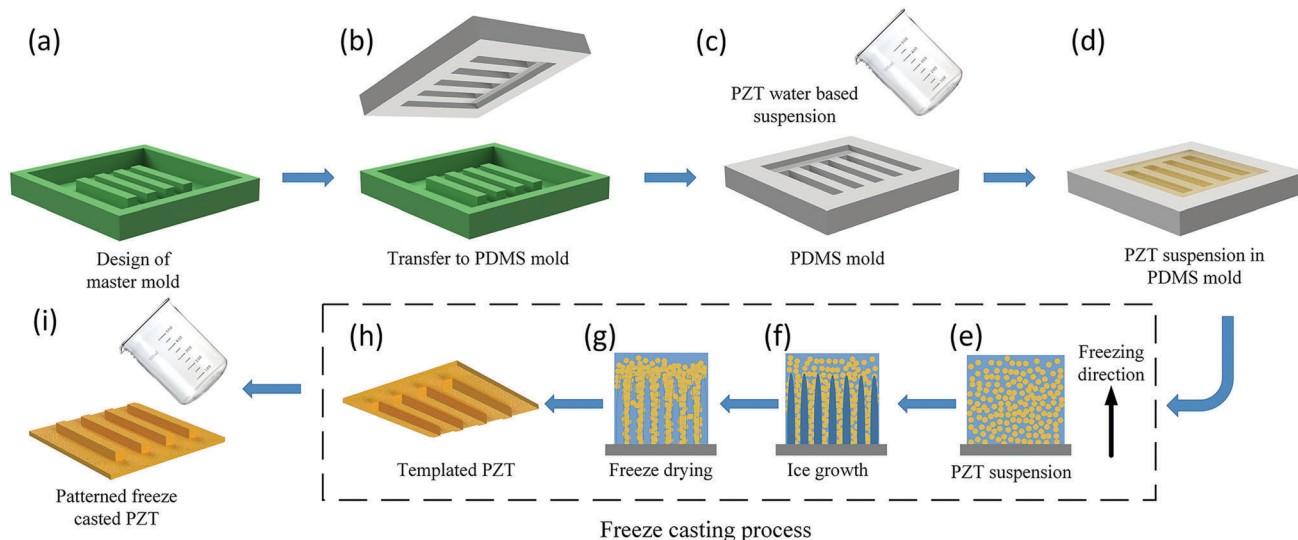 (a)
(b)
(c)
(d)
PZT water based
suspension
Design of
master mold
Transfer to PDMS mold
PDMS mold
PZT suspension in
PDMS mold
(i)
(h)
(g)
(f)
(e)
Freezing
direction
Templated PZT
Freeze drying
Ice growth
PZT suspension
Patterned freeze
casted PZT
Freeze casting process